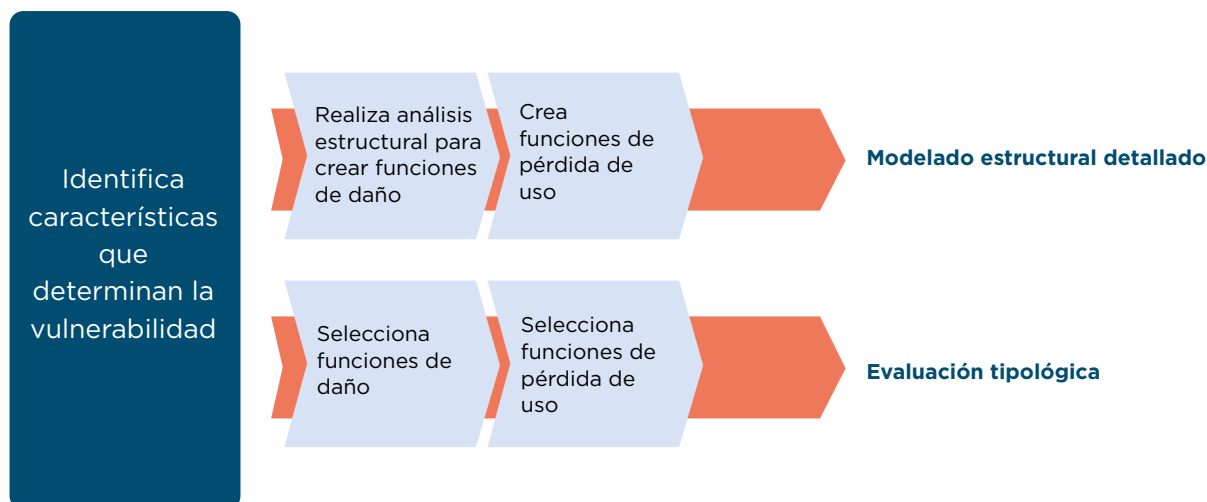 Identifica
características
que
determinan la
vulnerabilidad
Realiza análisis
estructural para
crear funciones
de daño
Crea
funciones de
pérdida de
uso
Modelado estructural detallado
Selecciona
funciones de
daño
Selecciona
funciones de
pérdida de
uso
Evaluación tipológica